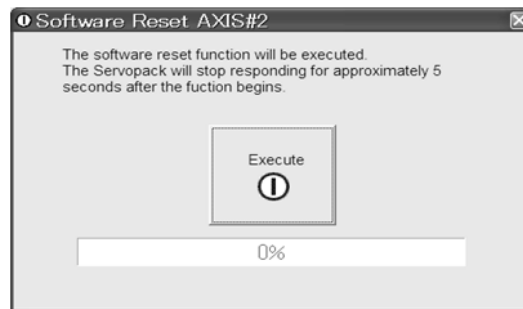 Software Reset AXIS#2
The software reset function will be executed.
The Servopack will stop responding for approximately 5
seconds after the fuction begins.
Execute
0%